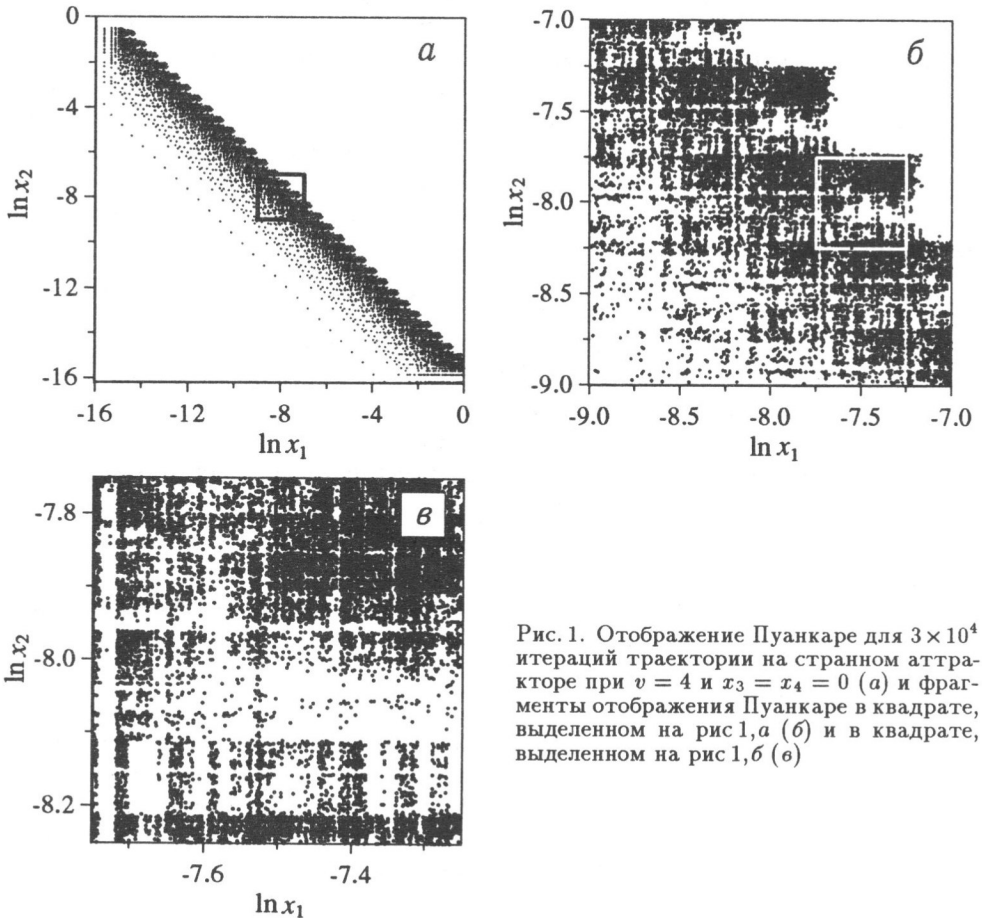 0
-4
-8
-12
-16
ln x₂
-16
-12
-8
-4
0
ln x₁
а
-7.0
-7.5
-8.0
-8.5
-9.0
ln x₂
-9.0
-8.5
-8.0
-7.5
-7.0
ln x₁
б
-7.8
-8.0
-8.2
ln x₂
-7.6
-7.4
ln x₁
в
Рис. 1. Отображение Пуанкаре для 3 × 10⁴
итераций траектории на странном аттра-
кторе при v = 4 и x₃ = x₄ = 0 (а) и фраг-
менты отображения Пуанкаре в квадрате,
выделенном на рис 1,а (б) и в квадрате,
выделенном на рис 1,б (в)